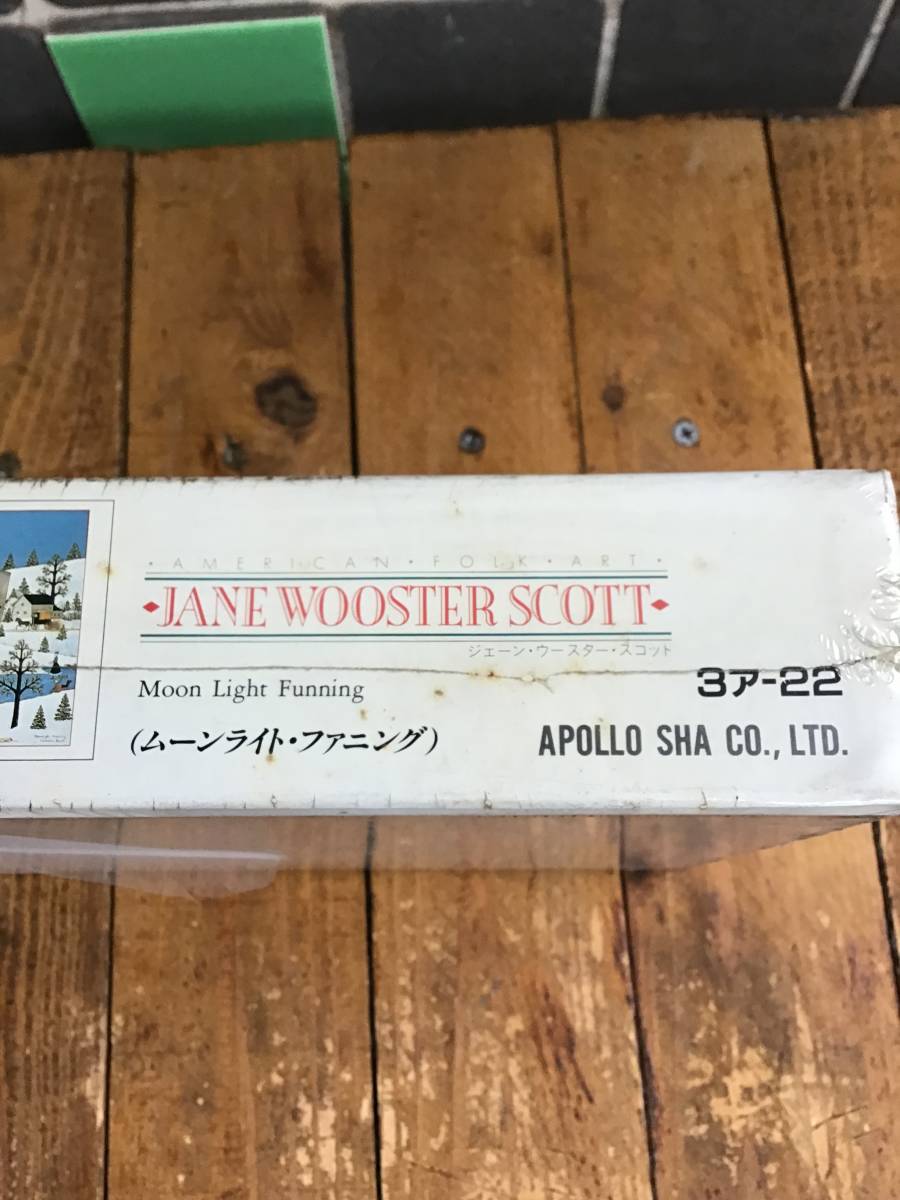 ·AMERICAN·FOLK·ART·
·JANE WOOSTER SCOTT·
ジェーン・ウースター・スコット
Moon Light Funning
3ア-22
(ムーンライト・ファニング)
APOLLO SHA CO., LTD.